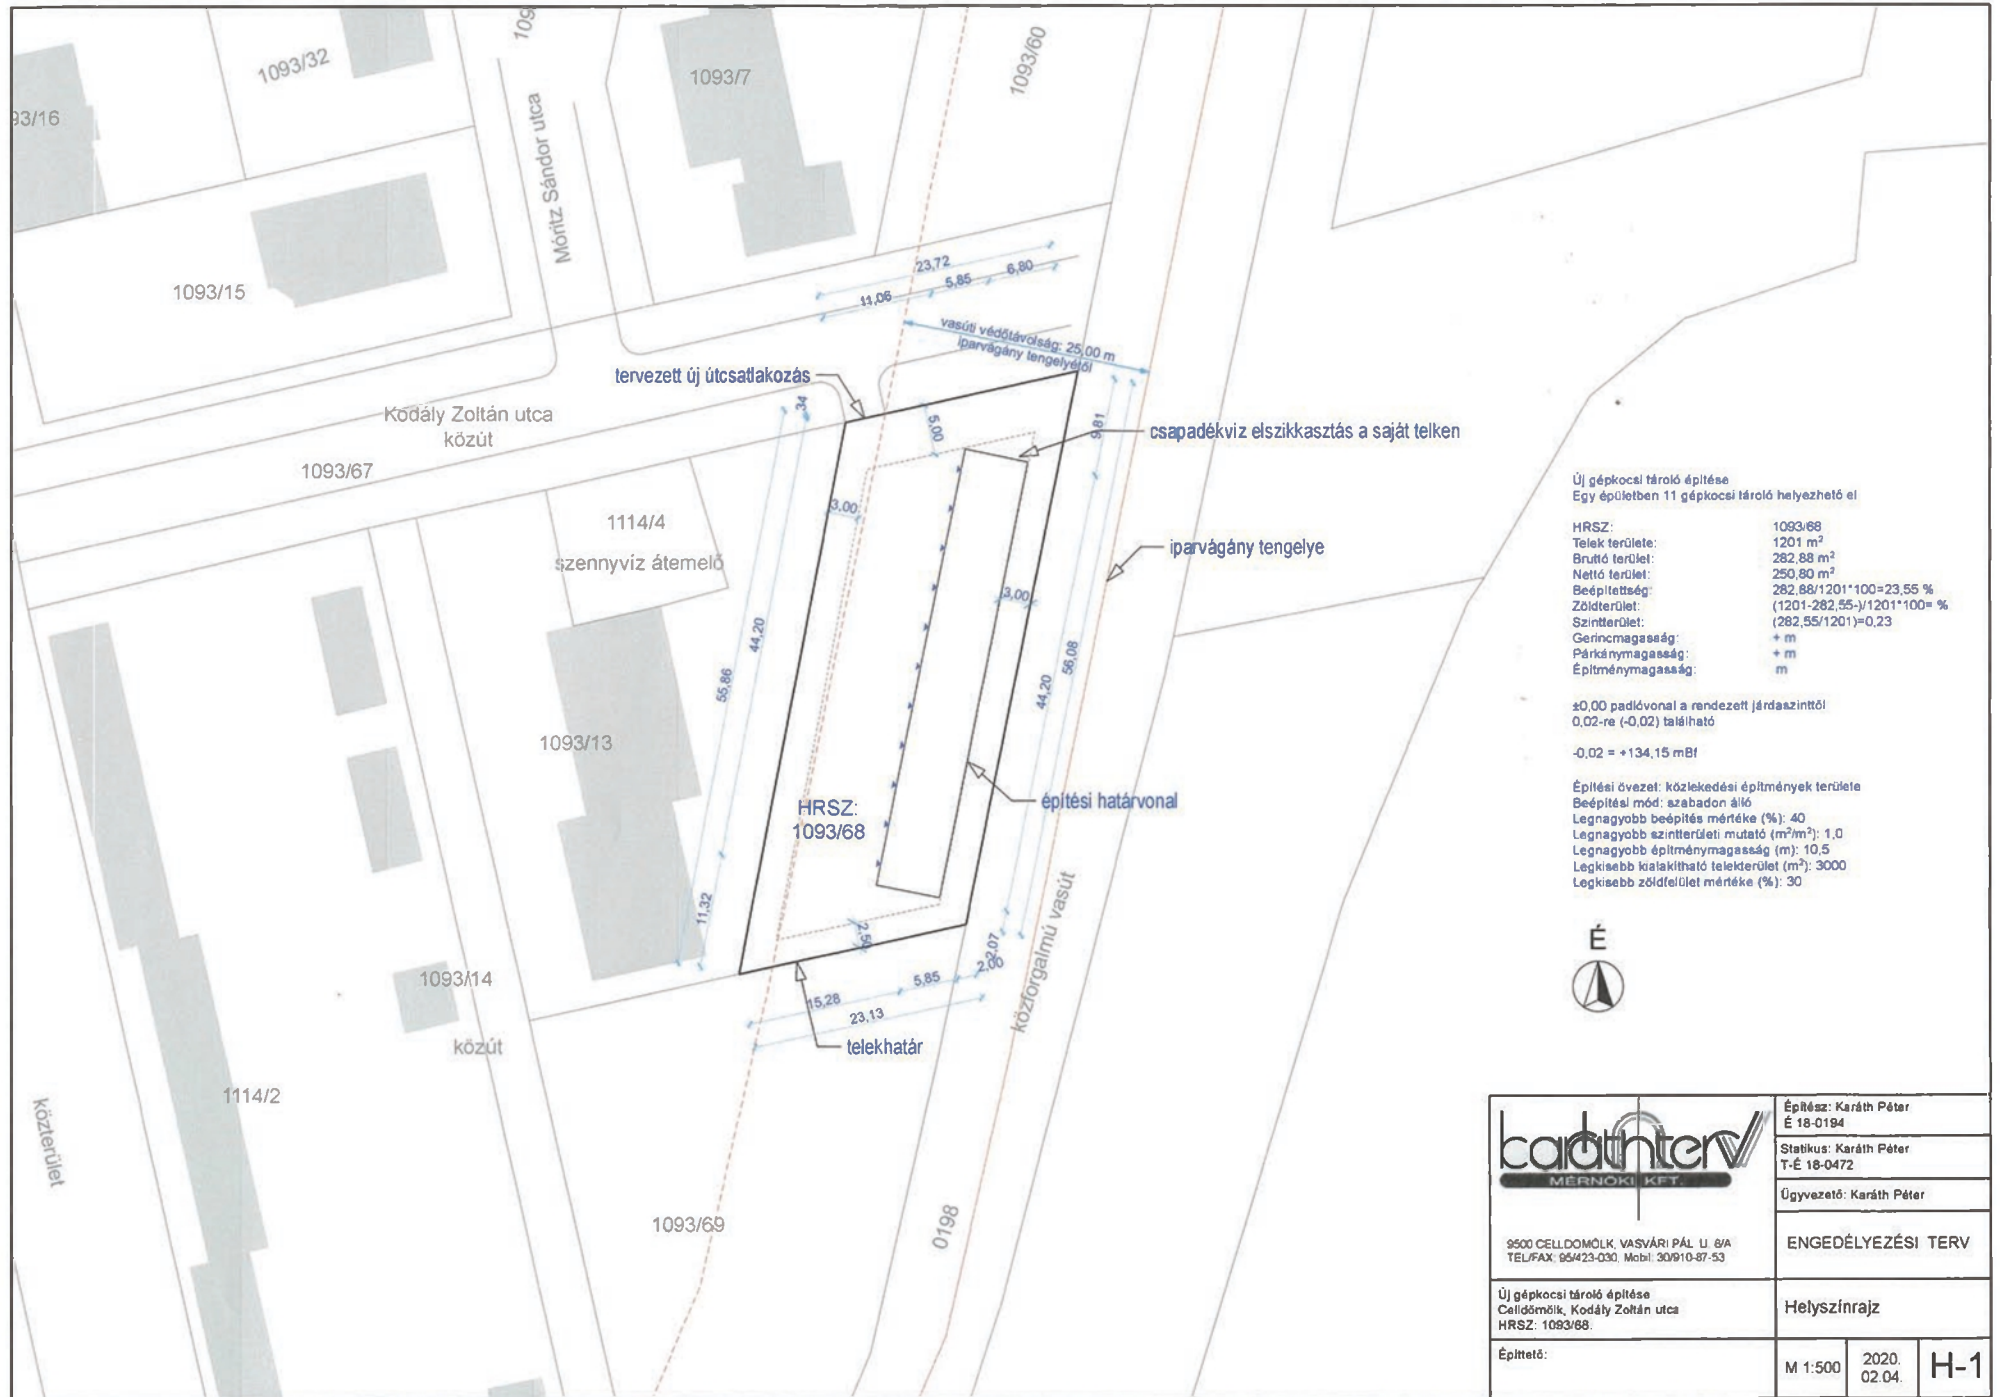 1093/32
109
1093/7
1093/60
93/16
Móritz Sándor utca
1093/15
23,72
11,06
5,85
6,80
vasúti védőtávolság: 25,00 m
iparvágány tengelyétől
tervezett új útcsatlakozás
34
5,00
9,81
Kodály Zoltán utca
közút
1093/67
csapadékvíz elszikkasztás a saját telken
3,00
1114/4
szennyvíz átemelő
iparvágány tengelye
3,00
44,20
55,86
56,08
44,20
1093/13
HRSZ:
1093/68
építési határvonal
11,32
2,50
2,07
2,00
5,85
15,28
23,13
telekhatár
közforgalmú vasút
1093/14
közút
1114/2
közterület
1093/69
0198
Új gépkocsi tároló építése
Egy épületben 11 gépkocsi tároló helyezhető el
HRSZ: 1093/68
Telek területe: 1201 m²
Bruttó terület: 282,88 m²
Nettó terület: 250,80 m²
Beépítettség: 282,88/1201*100=23,55 %
Zöldterület: (1201-282,55-)/1201*100= %
Szintterület: (282,55/1201)=0,23
Gerincmagasság: + m
Párkánymagasság: + m
Építménymagasság: m
±0,00 padlóvonal a rendezett járdaszinttől
0,02-re (-0,02) található
-0,02 = +134,15 mBf
Építési övezet: közlekedési építmények területe
Beépítési mód: szabadon álló
Legnagyobb beépítés mértéke (%): 40
Legnagyobb szintterületi mutató (m²/m²): 1,0
Legnagyobb építménymagasság (m): 10,5
Legkisebb kialakítható telekterület (m²): 3000
Legkisebb zöldfelület mértéke (%): 30
É
karáthterv
MÉRNÖKI KFT.
9500 CELLDÖMÖLK, VASVÁRI PÁL U. 6/A
TEL/FAX: 95/423-030, Mobil: 30/910-87-53
Építész: Karáth Péter
É 18-0194
Statikus: Karáth Péter
T-É 18-0472
Ügyvezető: Karáth Péter
ENGEDÉLYEZÉSI TERV
Új gépkocsi tároló építése
Celldömölk, Kodály Zoltán utca
HRSZ: 1093/68.
Helyszínrajz
Építtető:
M 1:500
2020.
02.04.
H-1